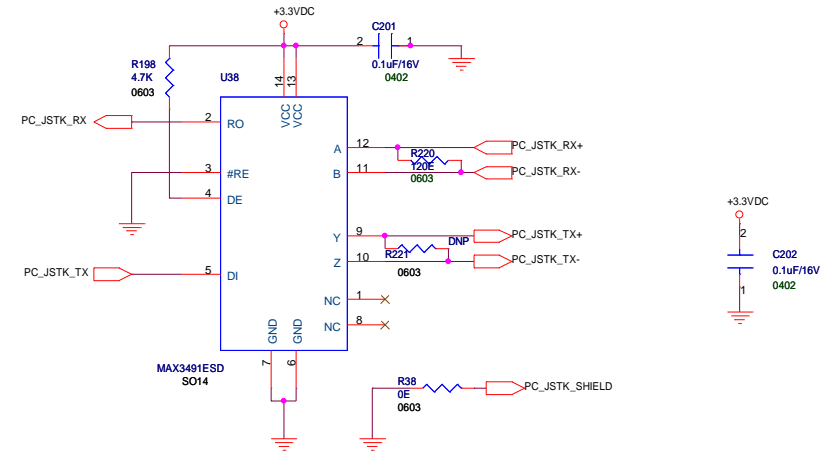 +3.3VDC
C201
2
1
0.1uF/16V
0402
R198
4.7K
0603
U38
14
13
VCC
VCC
PC_JSTK_RX
2
RO
3
#RE
4
DE
PC_JSTK_TX
5
DI
A
12
PC_JSTK_RX+
R220
120E
0603
B
11
PC_JSTK_RX-
Y
9
PC_JSTK_TX+
DNP
R221
0603
Z
10
PC_JSTK_TX-
NC
1
NC
8
GND
GND
7
6
MAX3491ESD
SO14
R38
0E
0603
PC_JSTK_SHIELD
+3.3VDC
2
C202
0.1uF/16V
0402
1